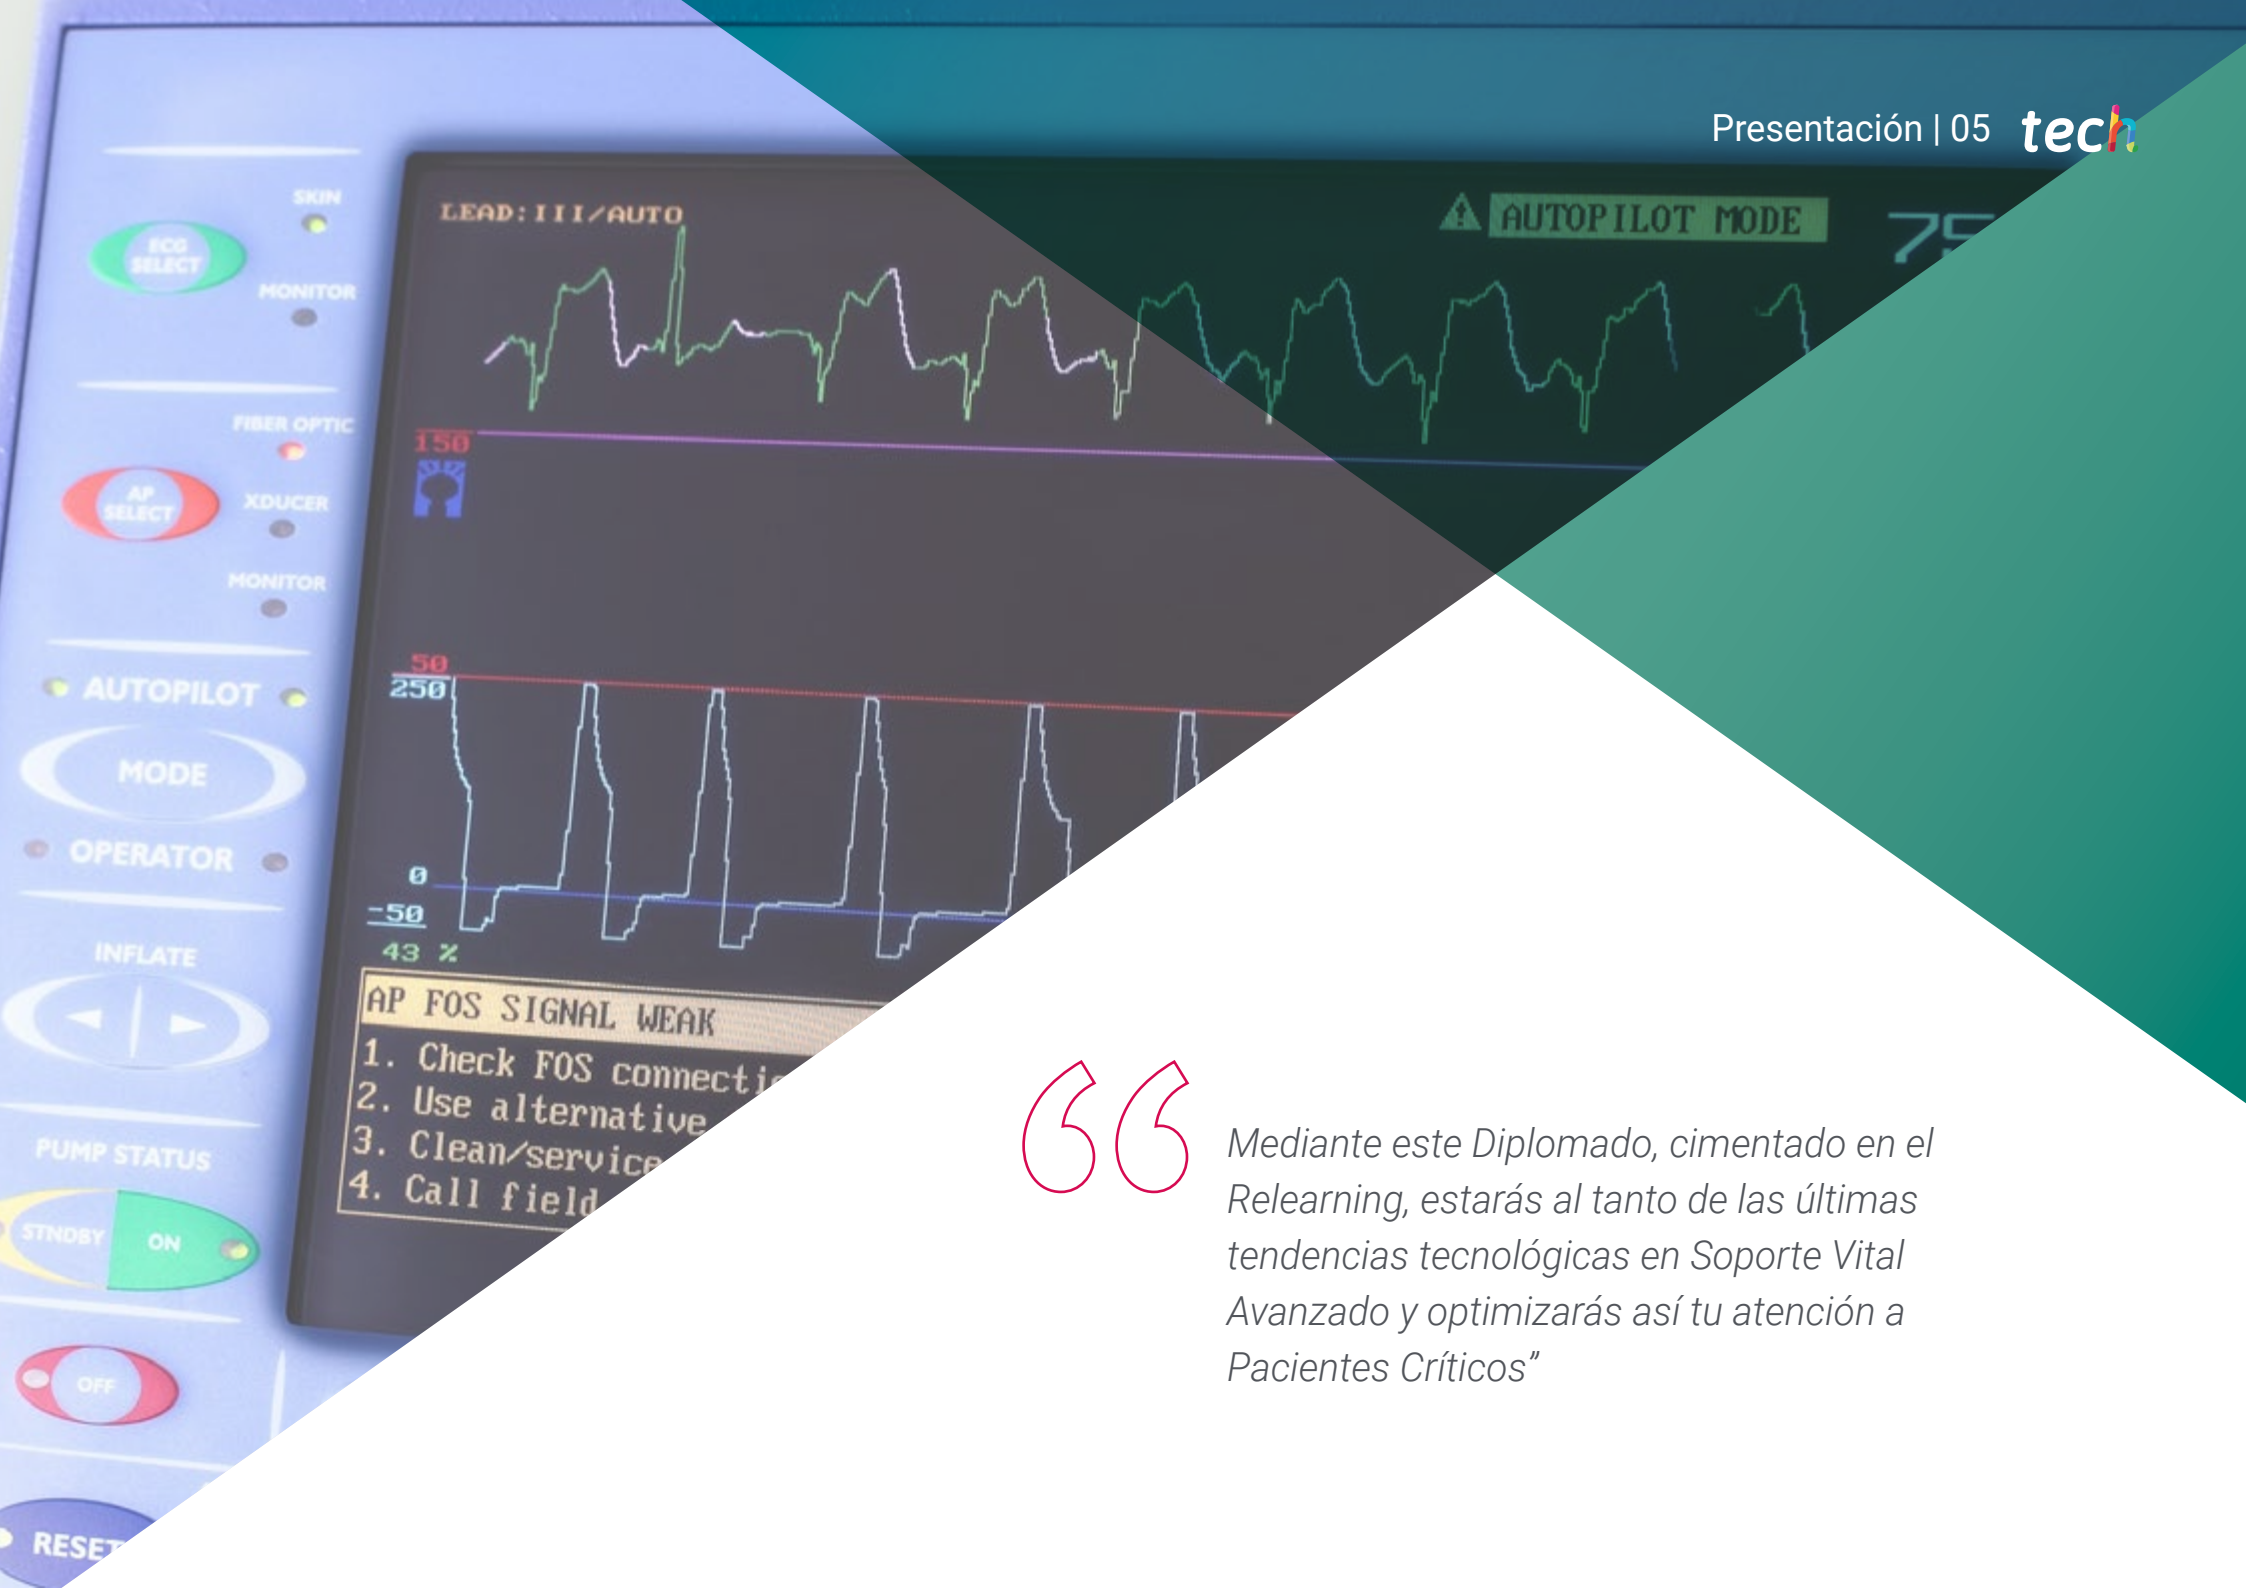 Presentación | 05 tech
SKIN
ECG
SELECT
MONITOR
LEAD:III/AUTO
AUTOPILOT MODE
FIBER OPTIC
AP
SELECT
XDUCER
MONITOR
150
AUTOPILOT
MODE
OPERATOR
50
250
0
-50
43 %
INFLATE
AP FOS SIGNAL WEAK
1. Check FOS
2. Use alternative
3. Clean/service
4. Call field
PUMP STATUS
STNDBY
ON
OFF
RESET
Mediante este Diplomado, cimentado en el
Relearning, estarás al tanto de las últimas
tendencias tecnológicas en Soporte Vital
Avanzado y optimizarás así tu atención a
Pacientes Críticos”